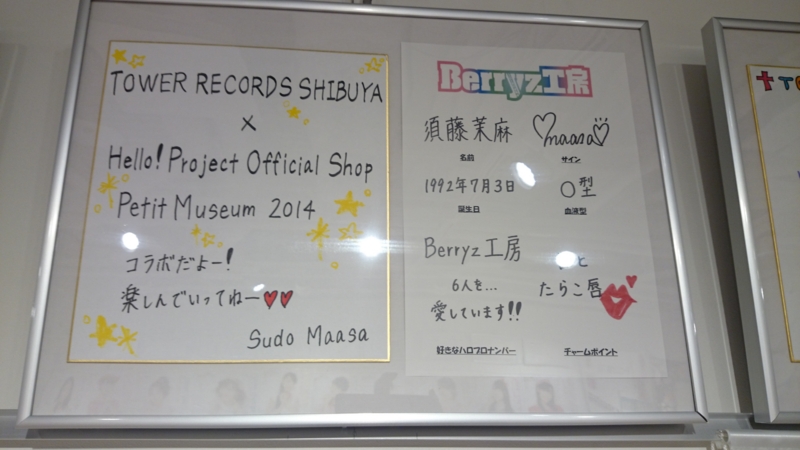 TOWER RECORDS SHIBUYA
×
Hello! Project Official Shop
Petit Museum 2014
コラボだよー!
楽しんでいってねー
Sudo Maasa
Berryz工房
須藤茉麻
maasa
名前
サイン
1992年7月3日
O型
誕生日
血液型
Berryz工房
6人を...
愛しています!!
と
たらこ唇
好きなハロプロナンバー
チャームポイント